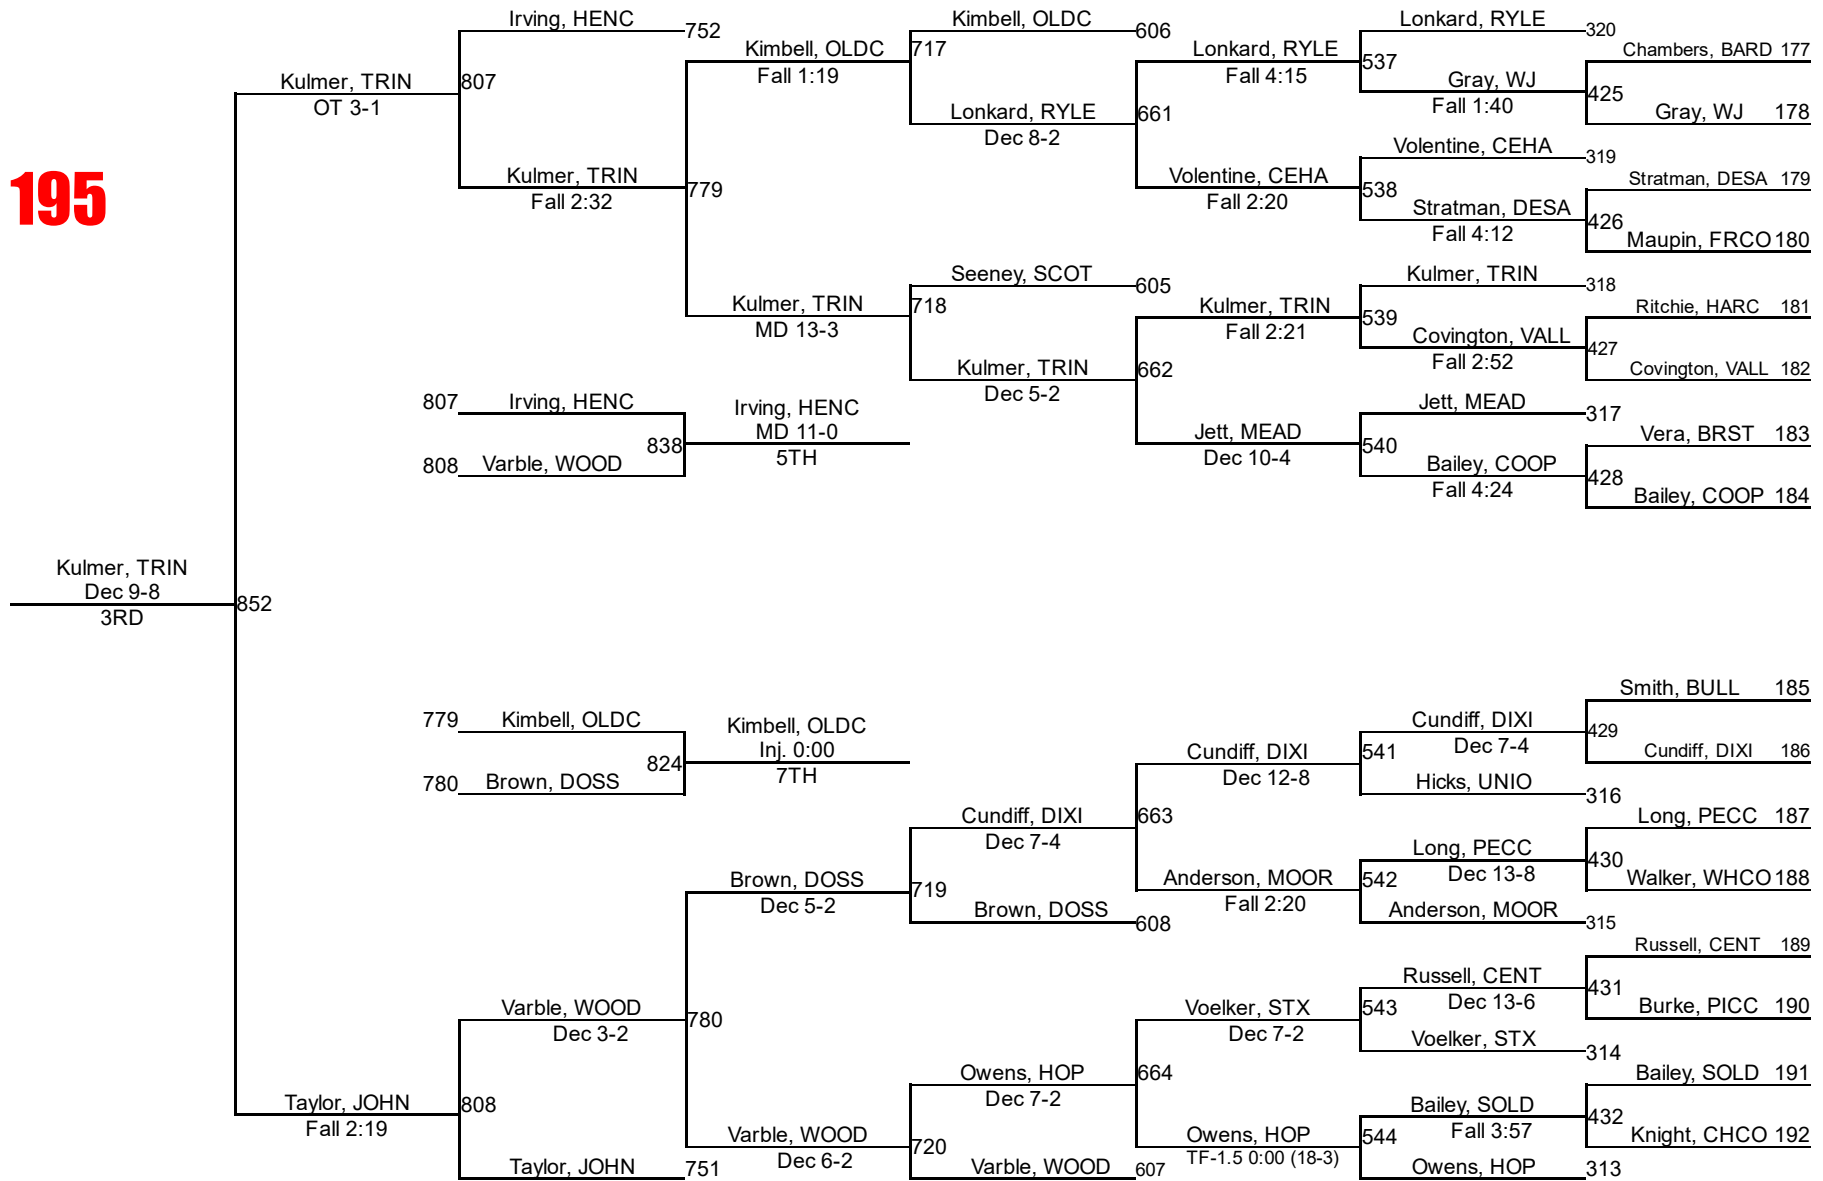 Irving, HENC
752
Kimbell, OLDC
606
Lonkard, RYLE
320
Kimbell, OLDC
717
Lonkard, RYLE
Chambers, BARD 177
Kulmer, TRIN
807
Fall 1:19
Fall 4:15
537
Gray, WJ
OT 3-1
Fall 1:40
425
Lonkard, RYLE
661
Gray, WJ 178
Dec 8-2
Volentine, CEHA
319
Kulmer, TRIN
779
Volentine, CEHA
538
Stratman, DESA 179
195
Fall 2:32
Fall 2:20
Stratman, DESA
426
Fall 4:12
Maupin, FRCO 180
Seeney, SCOT
605
Kulmer, TRIN
318
Kulmer, TRIN
718
Kulmer, TRIN
539
Ritchie, HARC 181
MD 13-3
Fall 2:21
Covington, VALL
427
Fall 2:52
Kulmer, TRIN
662
Covington, VALL 182
Dec 5-2
807
Irving, HENC
Irving, HENC
Jett, MEAD
317
MD 11-0
838
5TH
Jett, MEAD
540
Vera, BRST 183
808
Varble, WOOD
Dec 10-4
Bailey, COOP
428
Fall 4:24
Bailey, COOP 184
Kulmer, TRIN
Dec 9-8
852
3RD
Smith, BULL 185
779
Kimbell, OLDC
Kimbell, OLDC
Cundiff, DIXI
429
Inj. 0:00
Cundiff, DIXI
541
Dec 7-4
Cundiff, DIXI 186
824
7TH
Dec 12-8
780
Brown, DOSS
Hicks, UNIO
316
Cundiff, DIXI
663
Long, PECC 187
Dec 7-4
Long, PECC
430
Brown, DOSS
719
Anderson, MOOR
542
Dec 13-8
Walker, WHCO 188
Dec 5-2
Fall 2:20
Brown, DOSS
608
Anderson, MOOR
315
Russell, CENT 189
Russell, CENT
431
Varble, WOOD
780
Voelker, STX
543
Dec 13-6
Burke, PICC 190
Dec 3-2
Dec 7-2
Voelker, STX
314
Owens, HOP
664
Bailey, SOLD 191
Dec 7-2
Taylor, JOHN
808
Bailey, SOLD
432
Fall 2:19
Varble, WOOD
720
Owens, HOP
544
Fall 3:57
Knight, CHCO 192
Dec 6-2
TF-1.5 0:00 (18-3)
Taylor, JOHN
751
Varble, WOOD
607
Owens, HOP
313